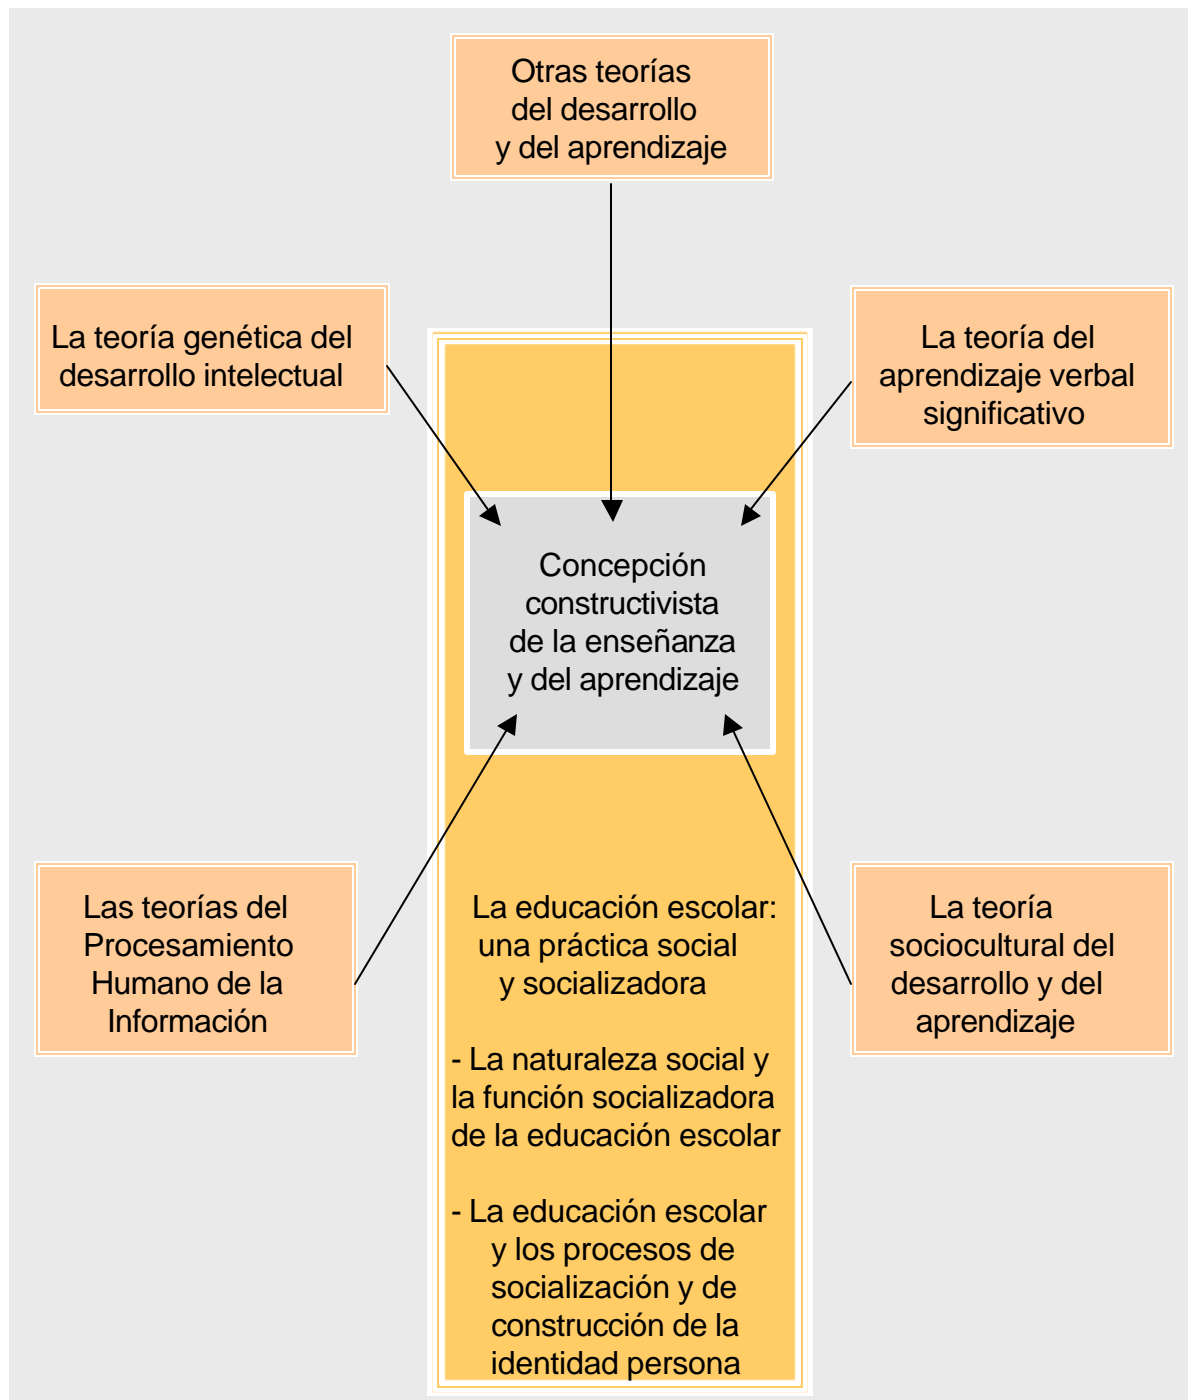 Otras teorías
del desarrollo
y del aprendizaje
La teoría genética del
desarrollo intelectual
La teoría del
aprendizaje verbal
significativo
Concepción
constructivista
de la enseñanza
y del aprendizaje
Las teorías del
Procesamiento
Humano de la
Información
La educación escolar:
una práctica social
y socializadora
- La naturaleza social y
la función socializadora
de la educación escolar
- La educación escolar
y los procesos de
socialización y de
construcción de la
identidad persona
La teoría
sociocultural del
desarrollo y del
aprendizaje